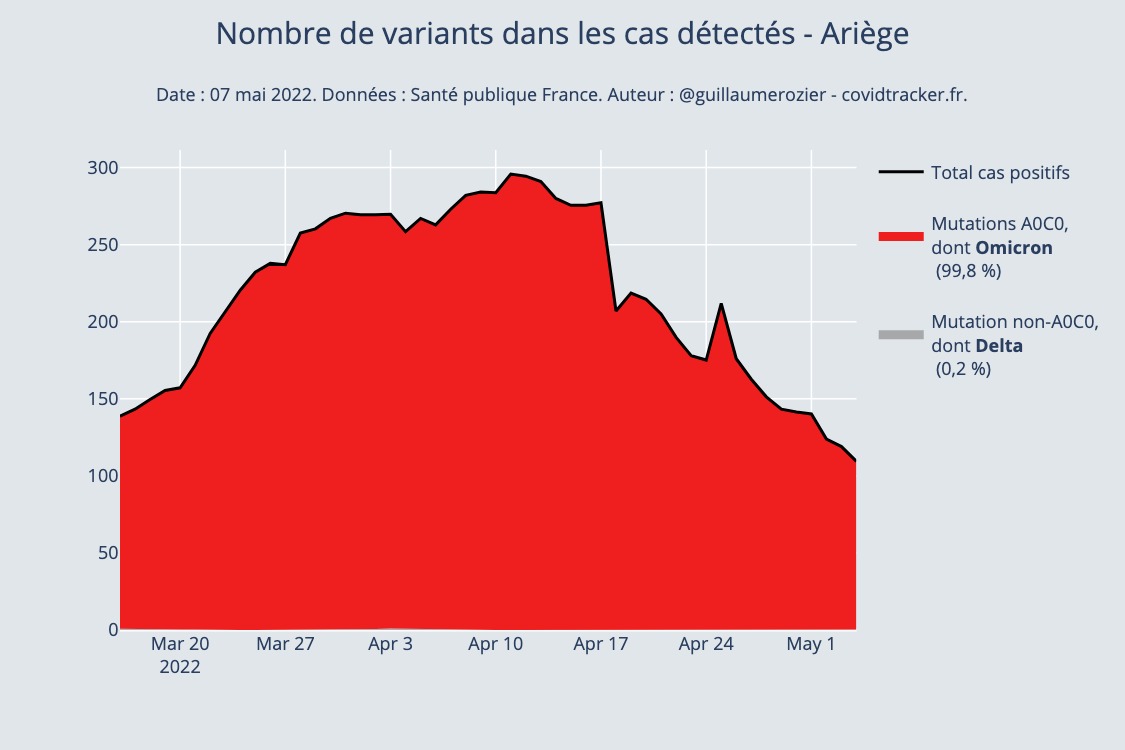 Nombre de variants dans les cas détectés - Ariège
Date : 07 mai 2022. Données : Santé publique France. Auteur : @guillaumerozier - covidtracker.fr.
300
250
200
150
100
50
0
Mar 20
2022
Mar 27
Apr 3
Apr 10
Apr 17
Apr 24
May 1
Total cas positifs
Mutations A0C0,
dont Omicron
(99,8 %)
Mutation non-A0C0,
dont Delta
(0,2 %)